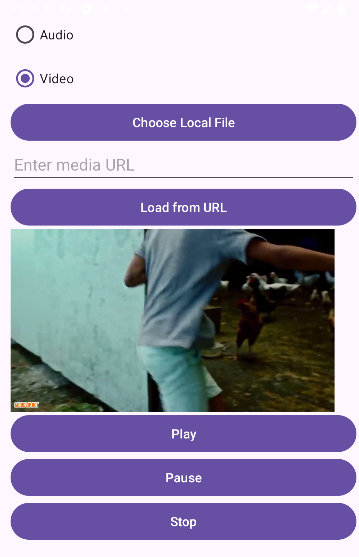 Audio
Video
Choose Local File
Enter media URL
Load from URL
Play
Pause
Stop